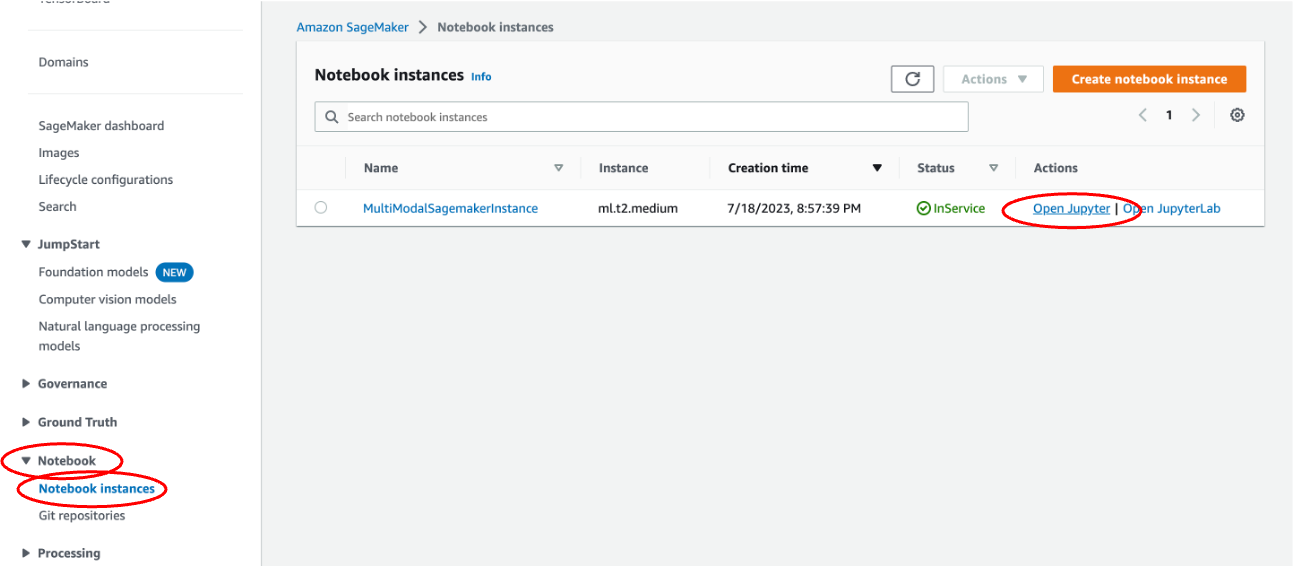 TensorBoard
Domains
SageMaker dashboard
Images
Lifecycle configurations
Search
JumpStart
Foundation models NEW
Computer vision models
Natural language processing
models
Governance
Ground Truth
Notebook
Notebook instances
Git repositories
Processing
Amazon SageMaker > Notebook instances
Notebook instances Info
Actions
Create notebook instance
Search notebook instances
1
Name Instance Creation time Status Actions
MultiModalSagemakerInstance ml.t2.medium 7/18/2023, 8:57:39 PM InService Open Jupyter | Open JupyterLab